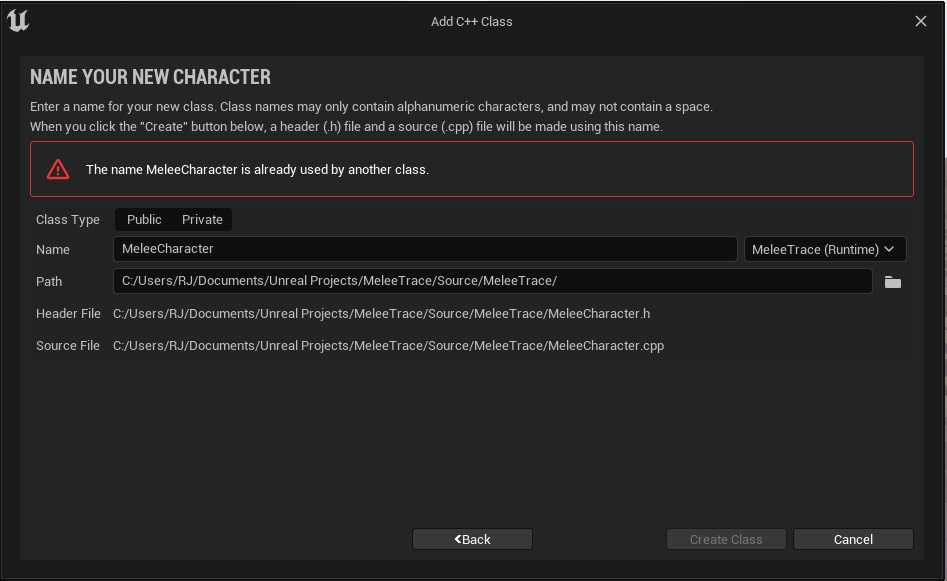 Add C++ Class
NAME YOUR NEW CHARACTER
Enter a name for your new class. Class names may only contain alphanumeric characters, and may not contain a space.
When you click the "Create" button below, a header (.h) file and a source (.cpp) file will be made using this name.
The name MeleeCharacter is already used by another class.
Class Type Public Private
Name MeleeCharacter MeleeTrace (Runtime)
Path C:/Users/RJ/Documents/Unreal Projects/MeleeTrace/Source/MeleeTrace/
Header File C:/Users/RJ/Documents/Unreal Projects/MeleeTrace/Source/MeleeTrace/MeleeCharacter.h
Source File C:/Users/RJ/Documents/Unreal Projects/MeleeTrace/Source/MeleeTrace/MeleeCharacter.cpp
Back Create Class Cancel